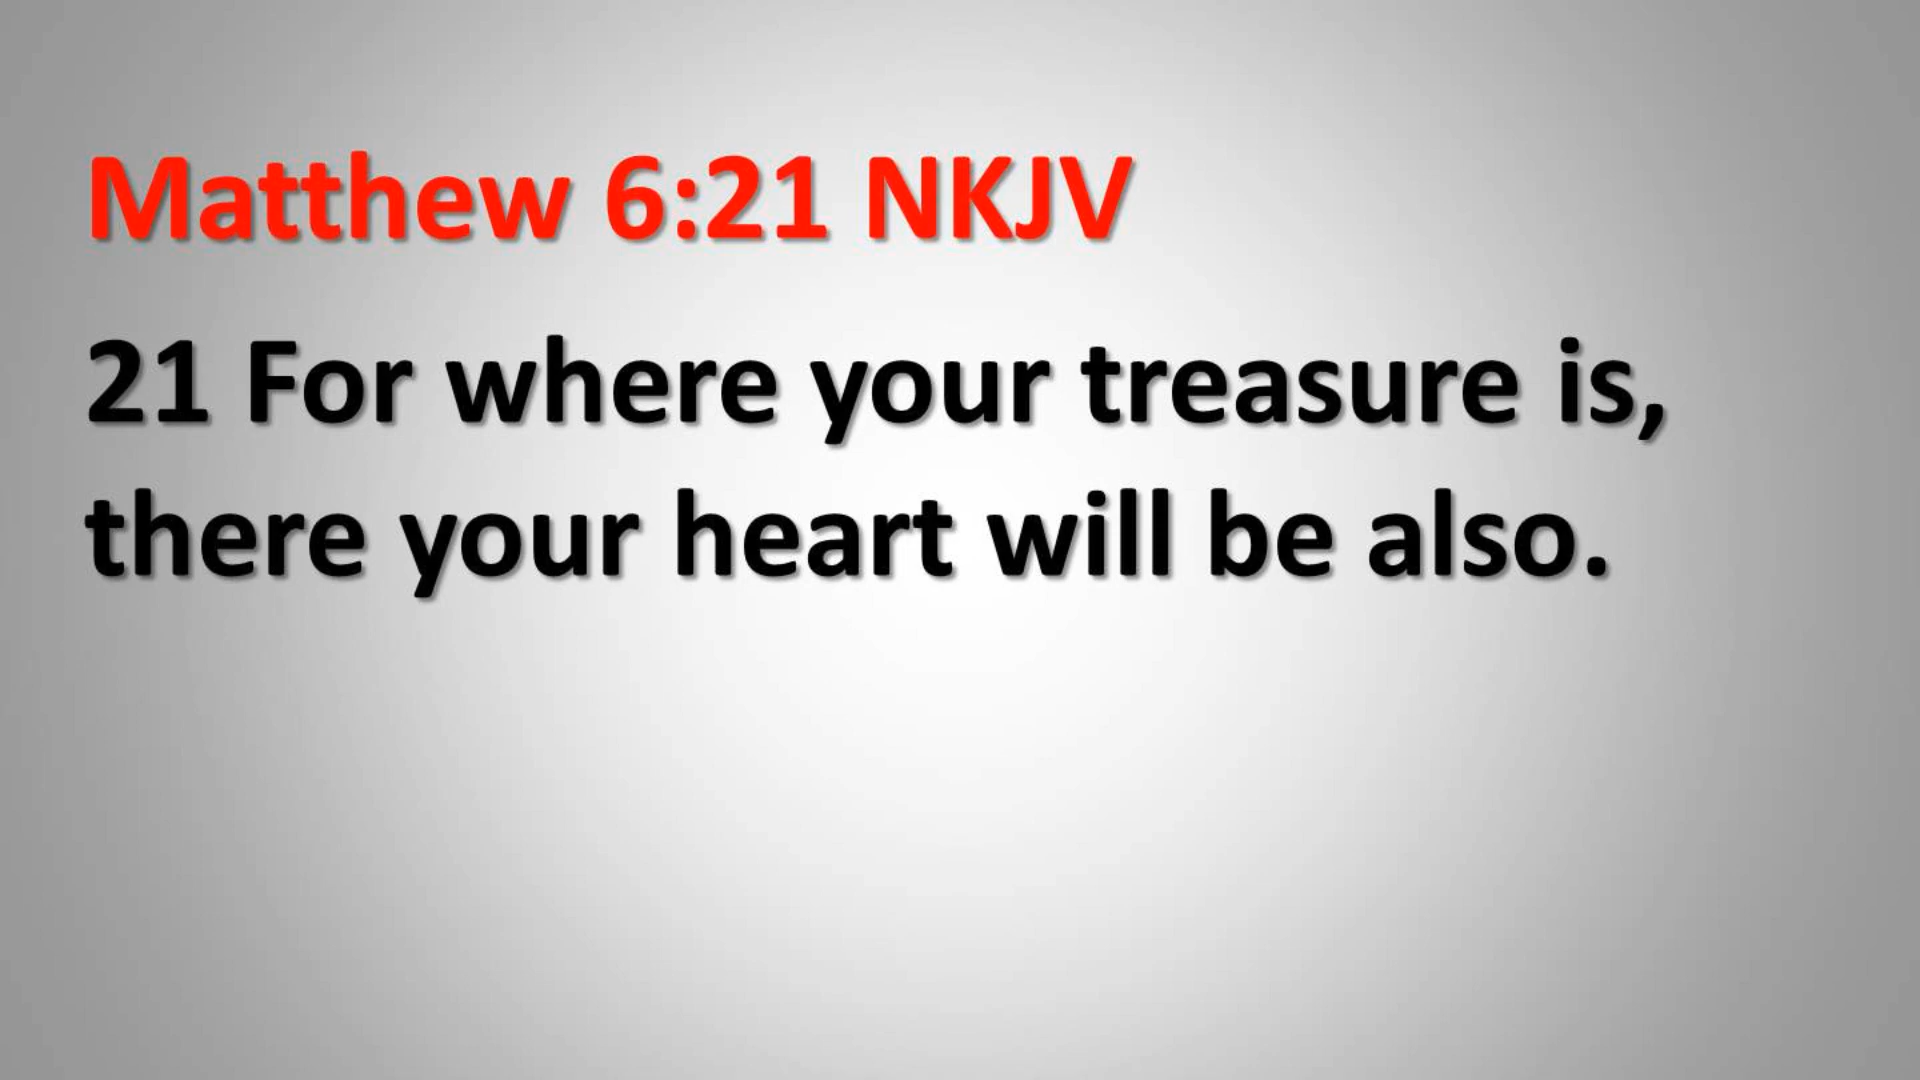 Matthew 6:21 NKJV
21 For where your treasure is,
there your heart will be also.